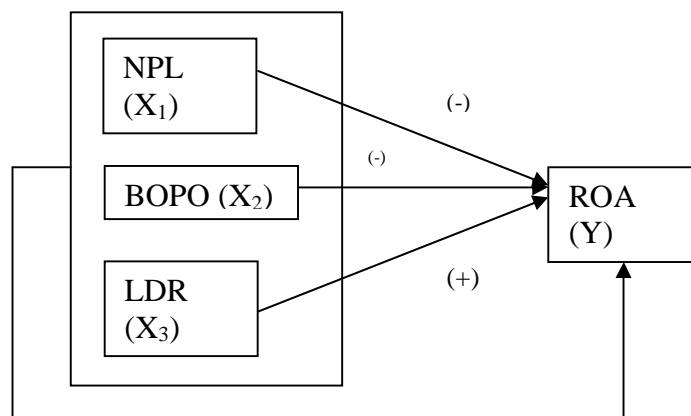 NPL
(X₁)
(-)
(-)
BOPO (X₂)
ROA
(Y)
LDR
(X₃)
(+)